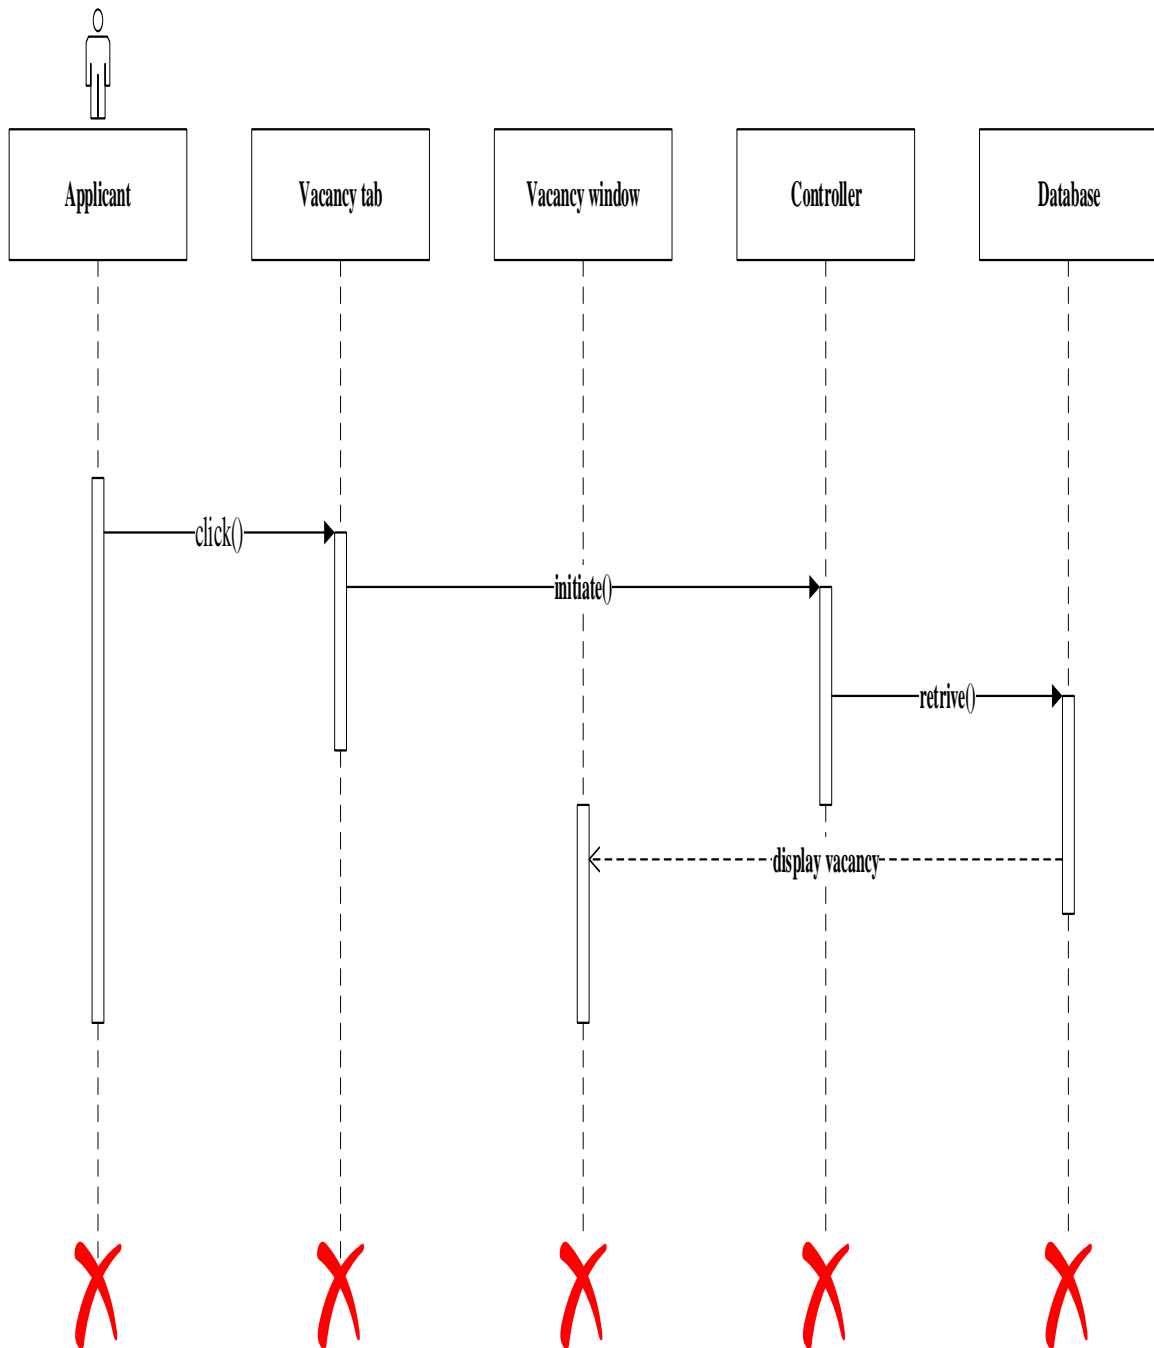 Applicant
Vacancy tab
Vacancy window
Controller
Database
click()
initiate()
retrive()
display vacancy